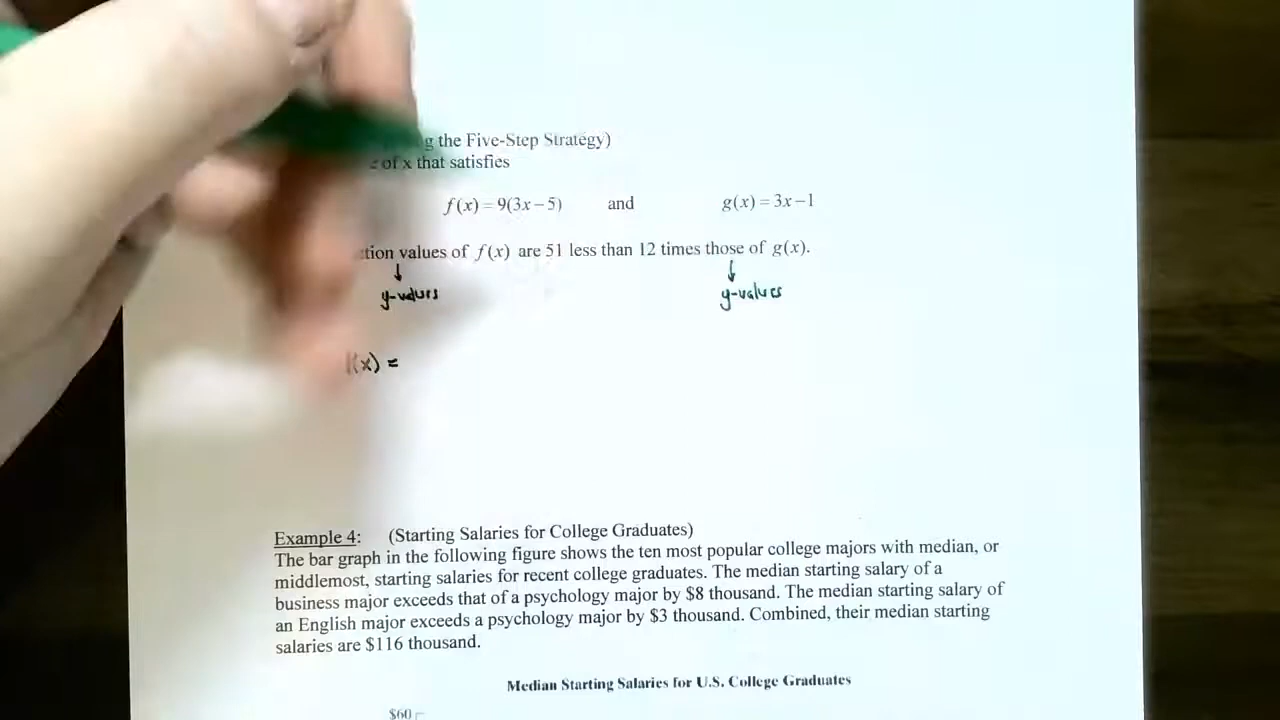 the Five-Step Strategy)
of x that satisfies
f(x) = 9(3x−5) and g(x) = 3x−1
values of f(x) are 51 less than 12 times those of g(x).
↓ ↓
y-values y-values
(x) =
Example 4: (Starting Salaries for College Graduates)
The bar graph in the following figure shows the ten most popular college majors with median, or
middlemost, starting salaries for recent college graduates. The median starting salary of a
business major exceeds that of a psychology major by $8 thousand. The median starting salary of
an English major exceeds a psychology major by $3 thousand. Combined, their median starting
salaries are $116 thousand.
Median Starting Salaries for U.S. College Graduates
$60